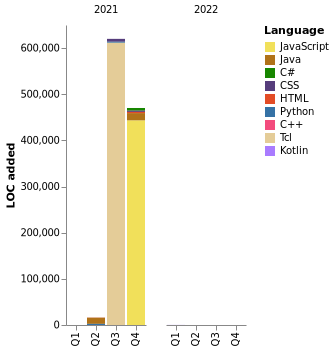 2021 2022
Language
JavaScript
Java
C#
CSS
HTML
Python
C++
Tcl
Kotlin
LOC added
600,000
500,000
400,000
300,000
200,000
100,000
0
Q1 Q2 Q3 Q4 Q1 Q2 Q3 Q4